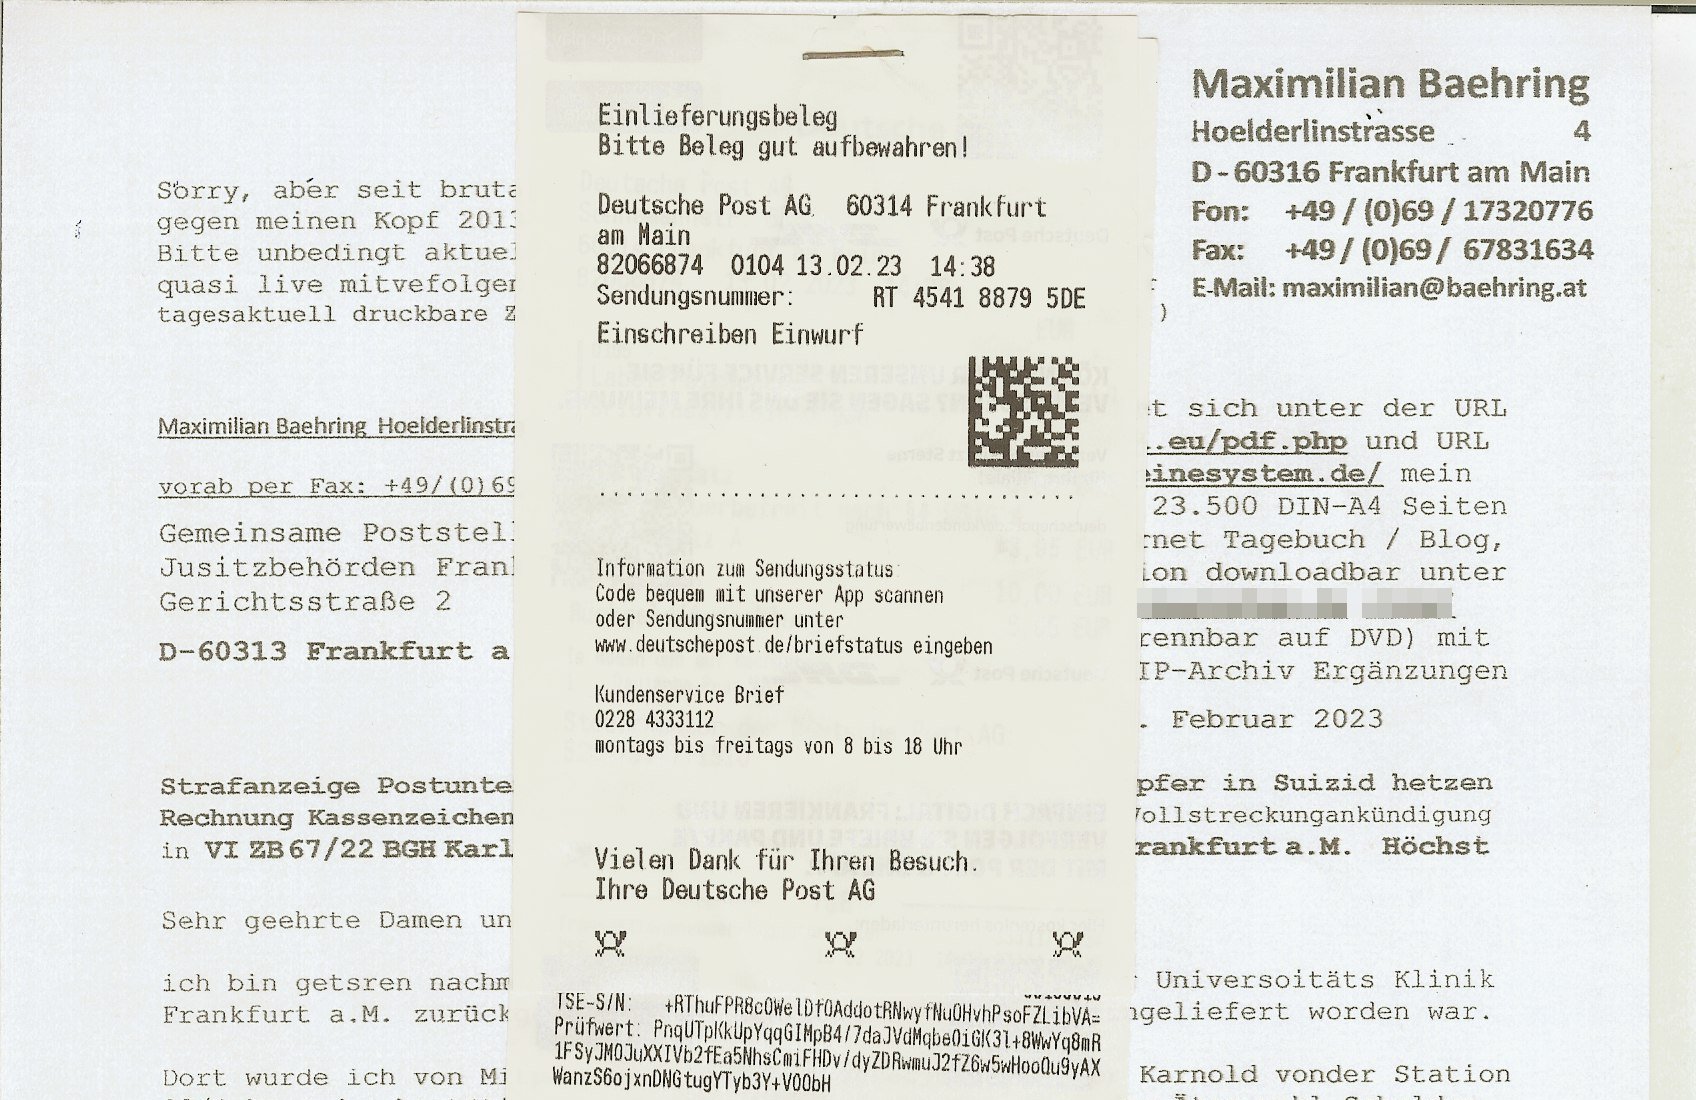 Maximilian Baehring
Hoelderlinstrasse 4
D - 60316 Frankfurt am Main
Fon: +49 / (0)69 / 17320776
Fax: +49 / (0)69 / 67831634
E-Mail: maximilian@baehring.at
Sorry, aber seit bruta
gegen meinen Kopf 2013
Bitte unbedingt aktuel
quasi live mitvefolgen
tagesaktuell druckbare Z
)
Maximilian Baehring Hoelderlinstra
vorab per Fax: +49/(0)69
Gemeinsame Poststell
Jusitzbehörden Fran
Gerichtsstraße 2
D-60313 Frankfurt a
Einlieferungsbeleg
Bitte Beleg gut aufbewahren!
Deutsche Post AG 60314 Frankfurt
am Main
82066874 0104 13.02.23 14:38
Sendungsnummer: RT 4541 8879 5DE
Einschreiben Einwurf
Information zum Sendungsstatus:
Code bequem mit unserer App scannen
oder Sendungsnummer unter
www.deutschepost.de/briefstatus eingeben
Kundenservice Brief
0228 4333112
montags bis freitags von 8 bis 18 Uhr
Vielen Dank für Ihren Besuch.
Ihre Deutsche Post AG
TSE-S/N: +RThuFPR8cOWelDfOAddotRNwyfNuOHvhPsoFZLibVA=
Prüfwert: PnqUTpKkUpYqqGIMpB4/7daJVdMqbeOiGK3l+8WwYq8mR
1FSyJMOJuXXIVb2fEa5NhsCmiFHDv/dyZDRwmuJ2fZ6w5wHooQu9yAX
WanzS6ojxnDNGtugYTyb3Y+VOObH
t sich unter der URL
.eu/pdf.php und URL
einesystem.de/ mein
23.500 DIN-A4 Seiten
rnet Tagebuch / Blog,
ion downloadbar unter
rennbar auf DVD) mit
IP-Archiv Ergänzungen
. Februar 2023
Strafanzeige Postunte
Rechnung Kassenzeichen
in VI ZB 67/22 BGH Karl
pfer in Suizid hetzen
Vollstreckungankündigung
rankfurt a.M. Höchst
Sehr geehrte Damen un
ich bin getsren nachm
Frankfurt a.M. zurück
Universoitäts Klinik
ngeliefert worden war.
Dort wurde ich von Mi
Karnold vonder Station